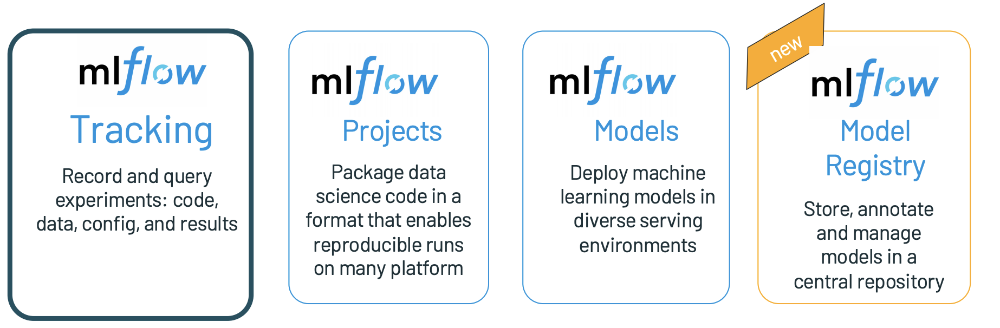 mlflow
Tracking
Record and query
experiments: code,
data, config, and results
mlflow
Projects
Package data
science code in a
format that enables
reproducible runs
on many platform
mlflow
Models
Deploy machine
learning models in
diverse serving
environments
new
mlflow
Model
Registry
Store, annotate
and manage
models in a
central repository